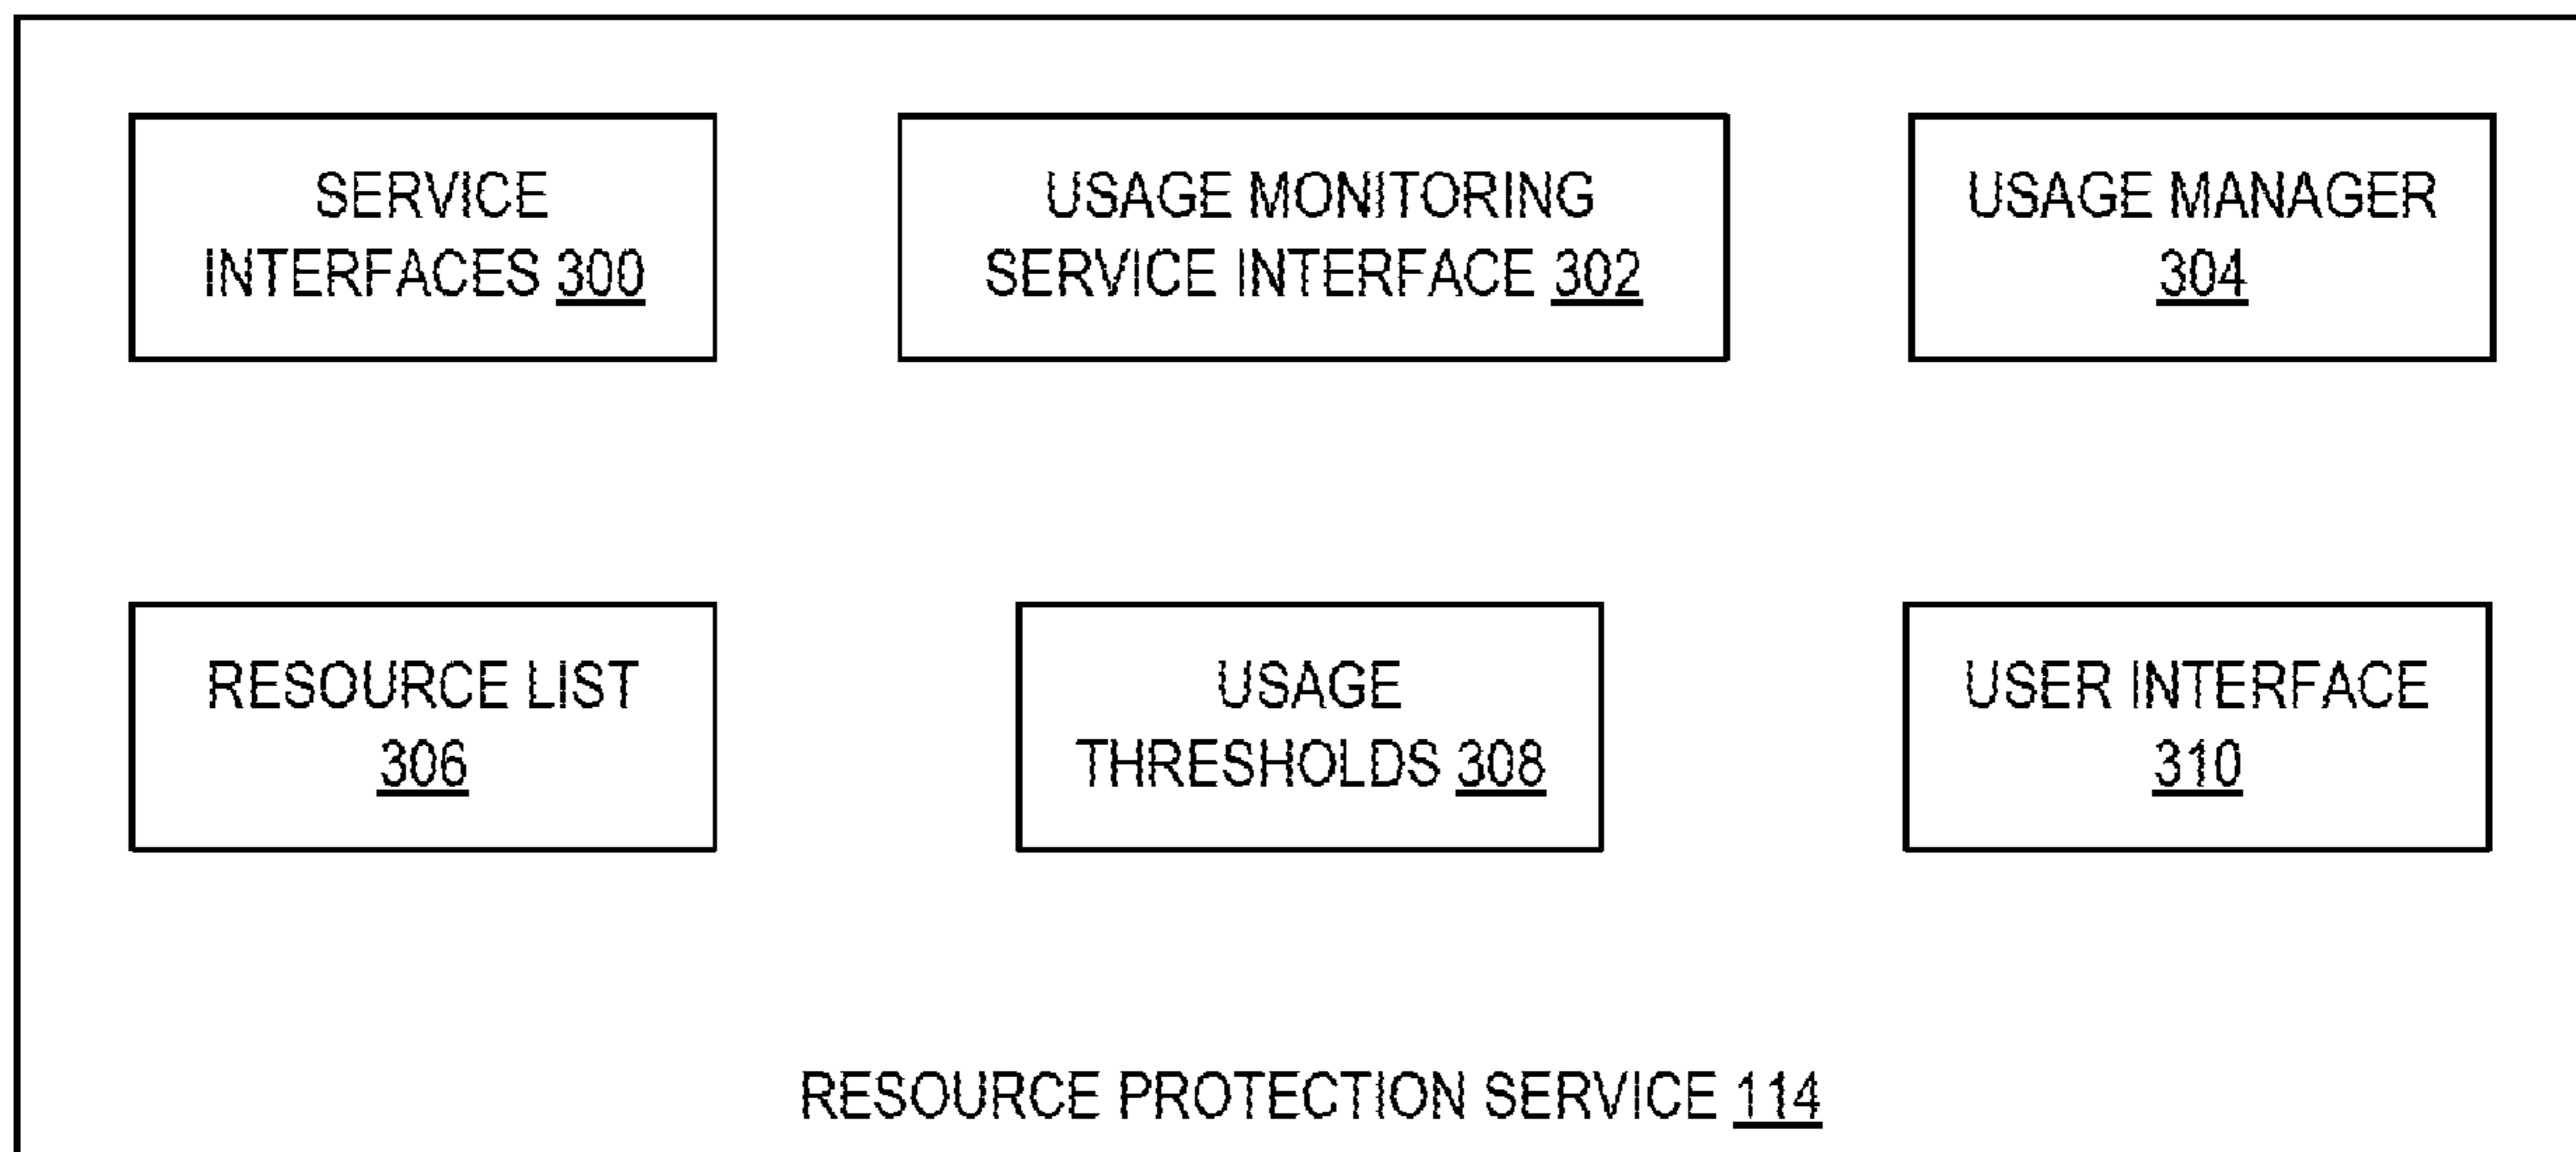 SERVICE
INTERFACES 300
USAGE MONITORING
SERVICE INTERFACE 302
USAGE MANAGER
304
RESOURCE LIST
306
USAGE
THRESHOLDS 308
USER INTERFACE
310
RESOURCE PROTECTION SERVICE 114